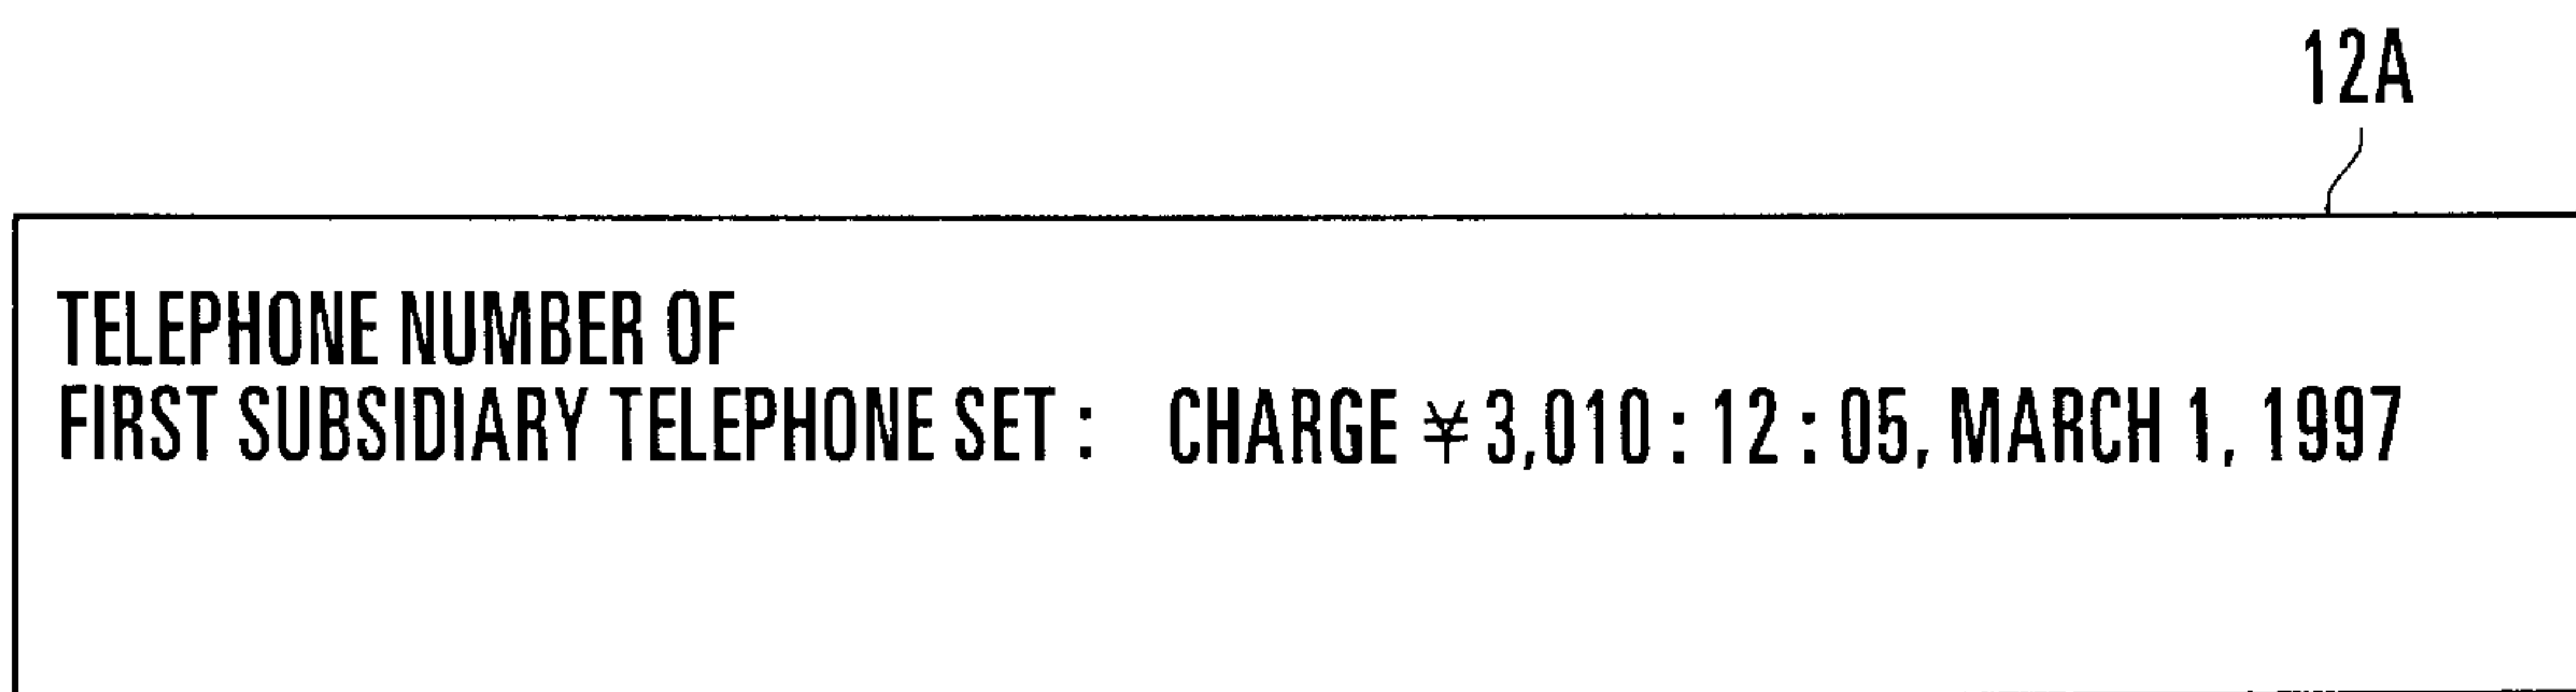 12A
TELEPHONE NUMBER OF
FIRST SUBSIDIARY TELEPHONE SET : CHARGE ¥3,010 : 12 : 05, MARCH 1, 1997